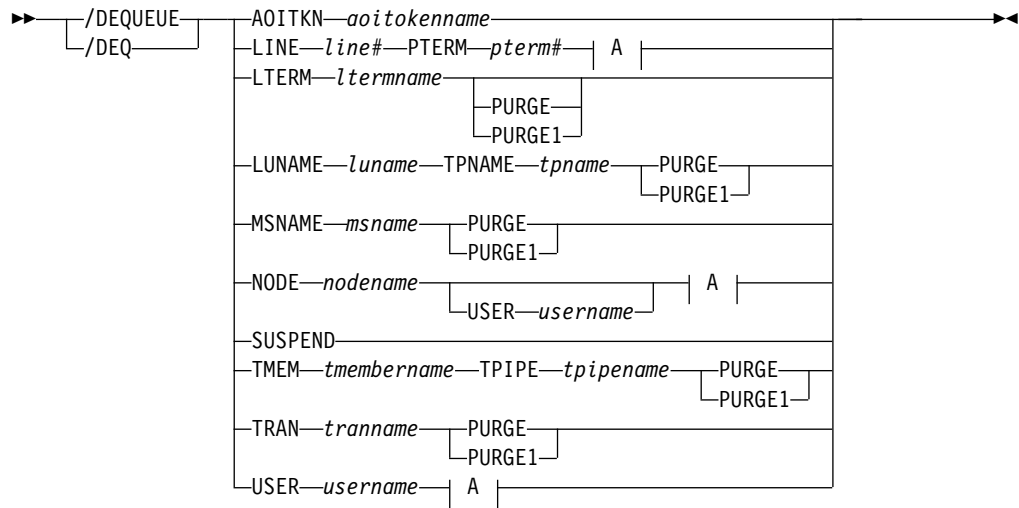 /DEQUEUE AOITKN aoitokenname
/DEQ LINE line# PTERM pterm# A
LTERM ltermname
PURGE
PURGE1
LUNAME luname TPNAME tpname PURGE
PURGE1
MSNAME msname PURGE
PURGE1
NODE nodename A
USER username
SUSPEND
TMEM tmembername TPIPE tpipename PURGE
PURGE1
TRAN tranname PURGE
PURGE1
USER username A